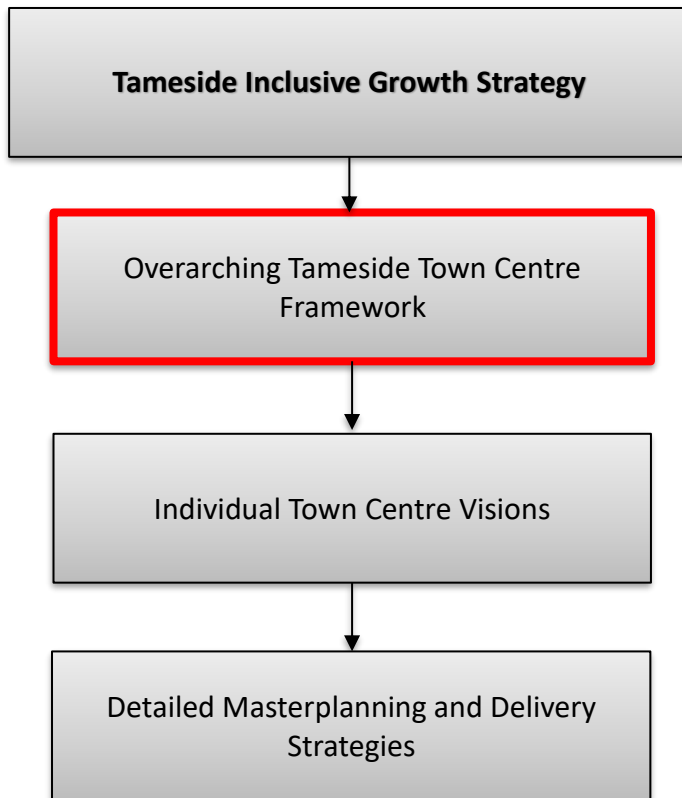 Tameside Inclusive Growth Strategy
Overarching Tameside Town Centre
Framework
Individual Town Centre Visions
Detailed Masterplanning and Delivery
Strategies